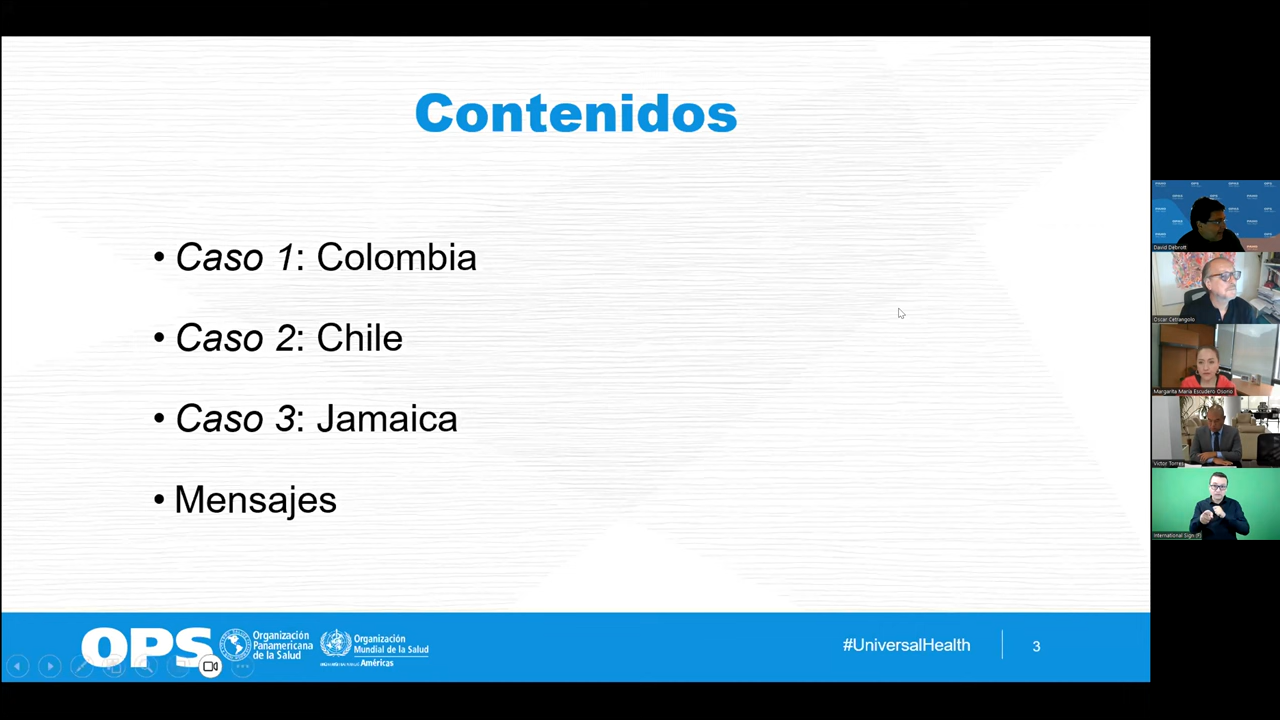 Contenidos
• Caso 1: Colombia
• Caso 2: Chile
• Caso 3: Jamaica
• Mensajes
OPS
Organización
Panamericana
de la Salud
Organización
Mundial de la Salud
Américas
#UniversalHealth
3
David Debrott
Oscar Cetrangolo
Margarita Maria Escudero Osorio
Victor Torres
International Sign (F)